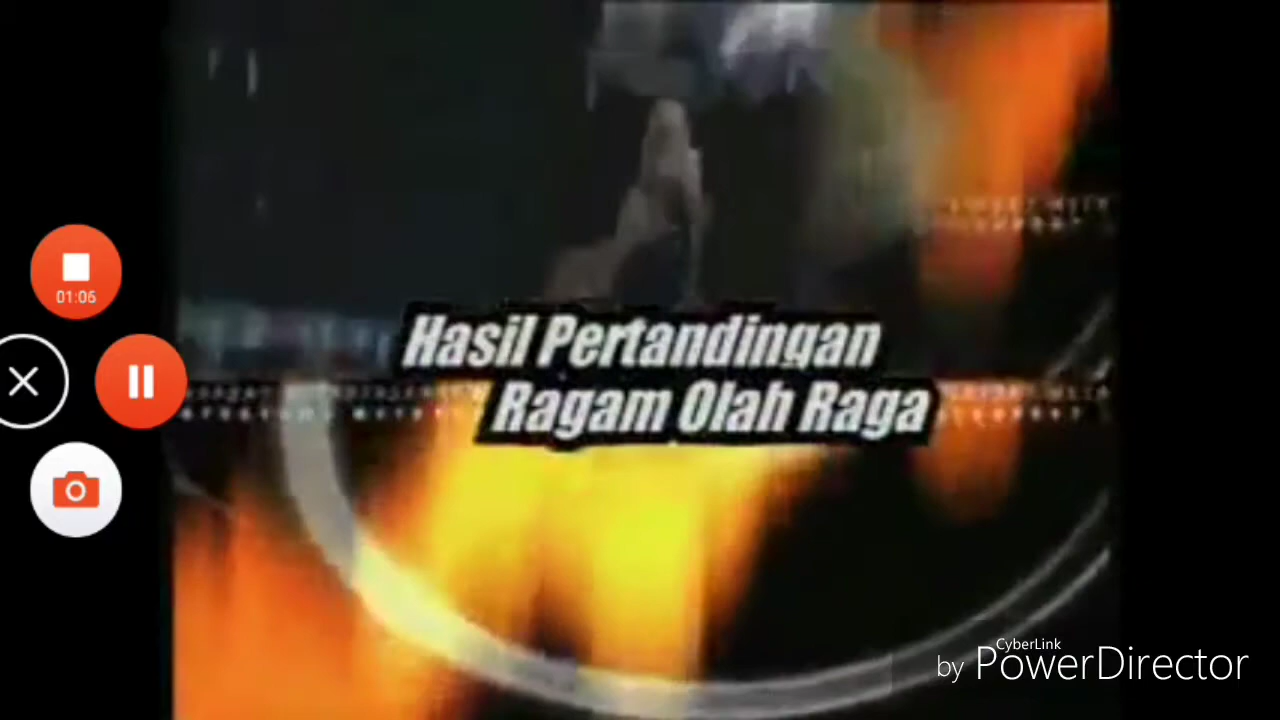 01:06
Hasil Pertandingan
Ragam Olah Raga
CyberLink
by PowerDirector